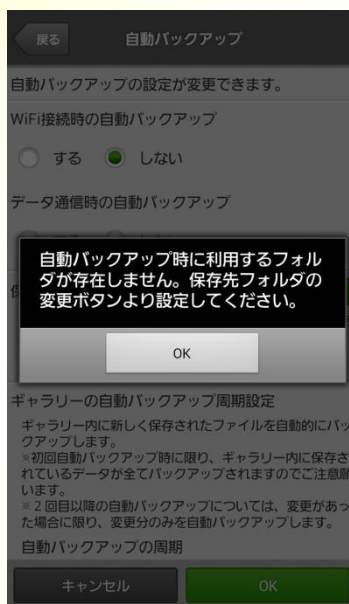 戻る
自動バックアップ
自動バックアップの設定が変更できます。
WiFi接続時の自動バックアップ
する
しない
データ通信時の自動バックアップ
自動バックアップ時に利用するフォル
ダが存在しません。保存先フォルダの
変更ボタンより設定してください。
OK
ギャラリーの自動バックアップ周期設定
ギャラリー内に新しく保存されたファイルを自動的にバッ
クアップします。
※初回自動バックアップ時に限り、ギャラリー内に保存さ
れているデータが全てバックアップされますのでご注意願
います。
※２回目以降の自動バックアップについては、変更があっ
た場合に限り、変更分のみを自動バックアップします。
自動バックアップの周期
キャンセル
OK